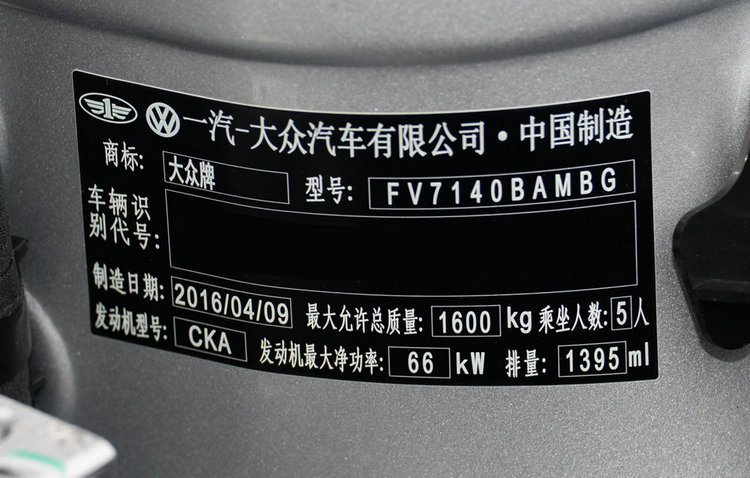 一汽-大众汽车有限公司·中国制造
商标: 大众牌 型号: FV7140BAMBG
车辆识
别代号:
制造日期: 2016/04/09 最大允许总质量: 1600 kg 乘坐人数: 5人
发动机型号: CKA 发动机最大净功率: 66 kW 排量: 1395ml